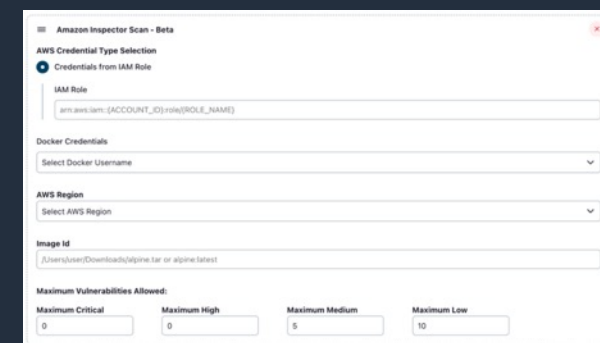 Amazon Inspector Scan - Beta
AWS Credential Type Selection
Credentials from IAM Role
IAM Role
arn:aws:iam::{ACCOUNT_ID}:role/{ROLE_NAME}
Docker Credentials
Select Docker Username
AWS Region
Select AWS Region
Image Id
/Users/user/Downloads/alpine.tar or alpine:latest
Maximum Vulnerabilities Allowed:
Maximum Critical Maximum High Maximum Medium Maximum Low
0 0 5 10